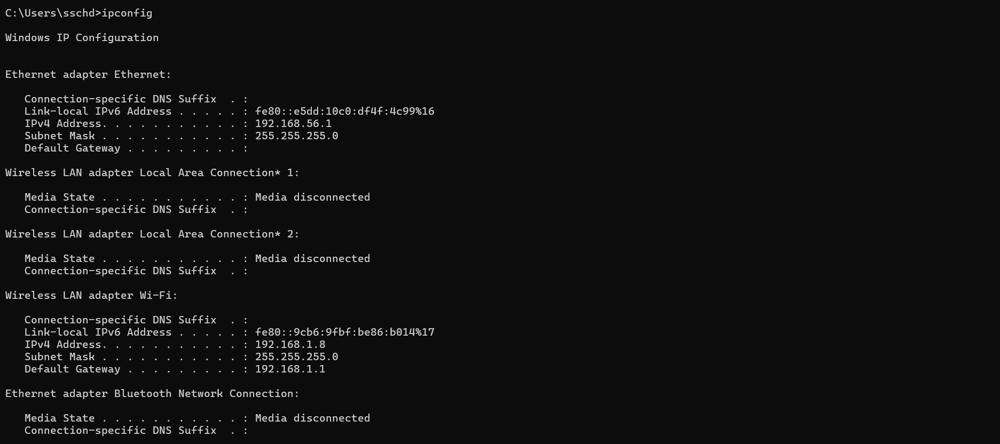 C:\Users\sschd>ipconfig
Windows IP Configuration
Ethernet adapter Ethernet:
   Connection-specific DNS Suffix  . :
   Link-local IPv6 Address . . . . . : fe80::e5dd:10c0:df4f:4c99%16
   IPv4 Address. . . . . . . . . . . : 192.168.56.1
   Subnet Mask . . . . . . . . . . . : 255.255.255.0
   Default Gateway . . . . . . . . . :
Wireless LAN adapter Local Area Connection* 1:
   Media State . . . . . . . . . . . : Media disconnected
   Connection-specific DNS Suffix  . :
Wireless LAN adapter Local Area Connection* 2:
   Media State . . . . . . . . . . . : Media disconnected
   Connection-specific DNS Suffix  . :
Wireless LAN adapter Wi-Fi:
   Connection-specific DNS Suffix  . :
   Link-local IPv6 Address . . . . . : fe80::9cb6:9fbf:be86:b014%17
   IPv4 Address. . . . . . . . . . . : 192.168.1.8
   Subnet Mask . . . . . . . . . . . : 255.255.255.0
   Default Gateway . . . . . . . . . : 192.168.1.1
Ethernet adapter Bluetooth Network Connection:
   Media State . . . . . . . . . . . : Media disconnected
   Connection-specific DNS Suffix  . :